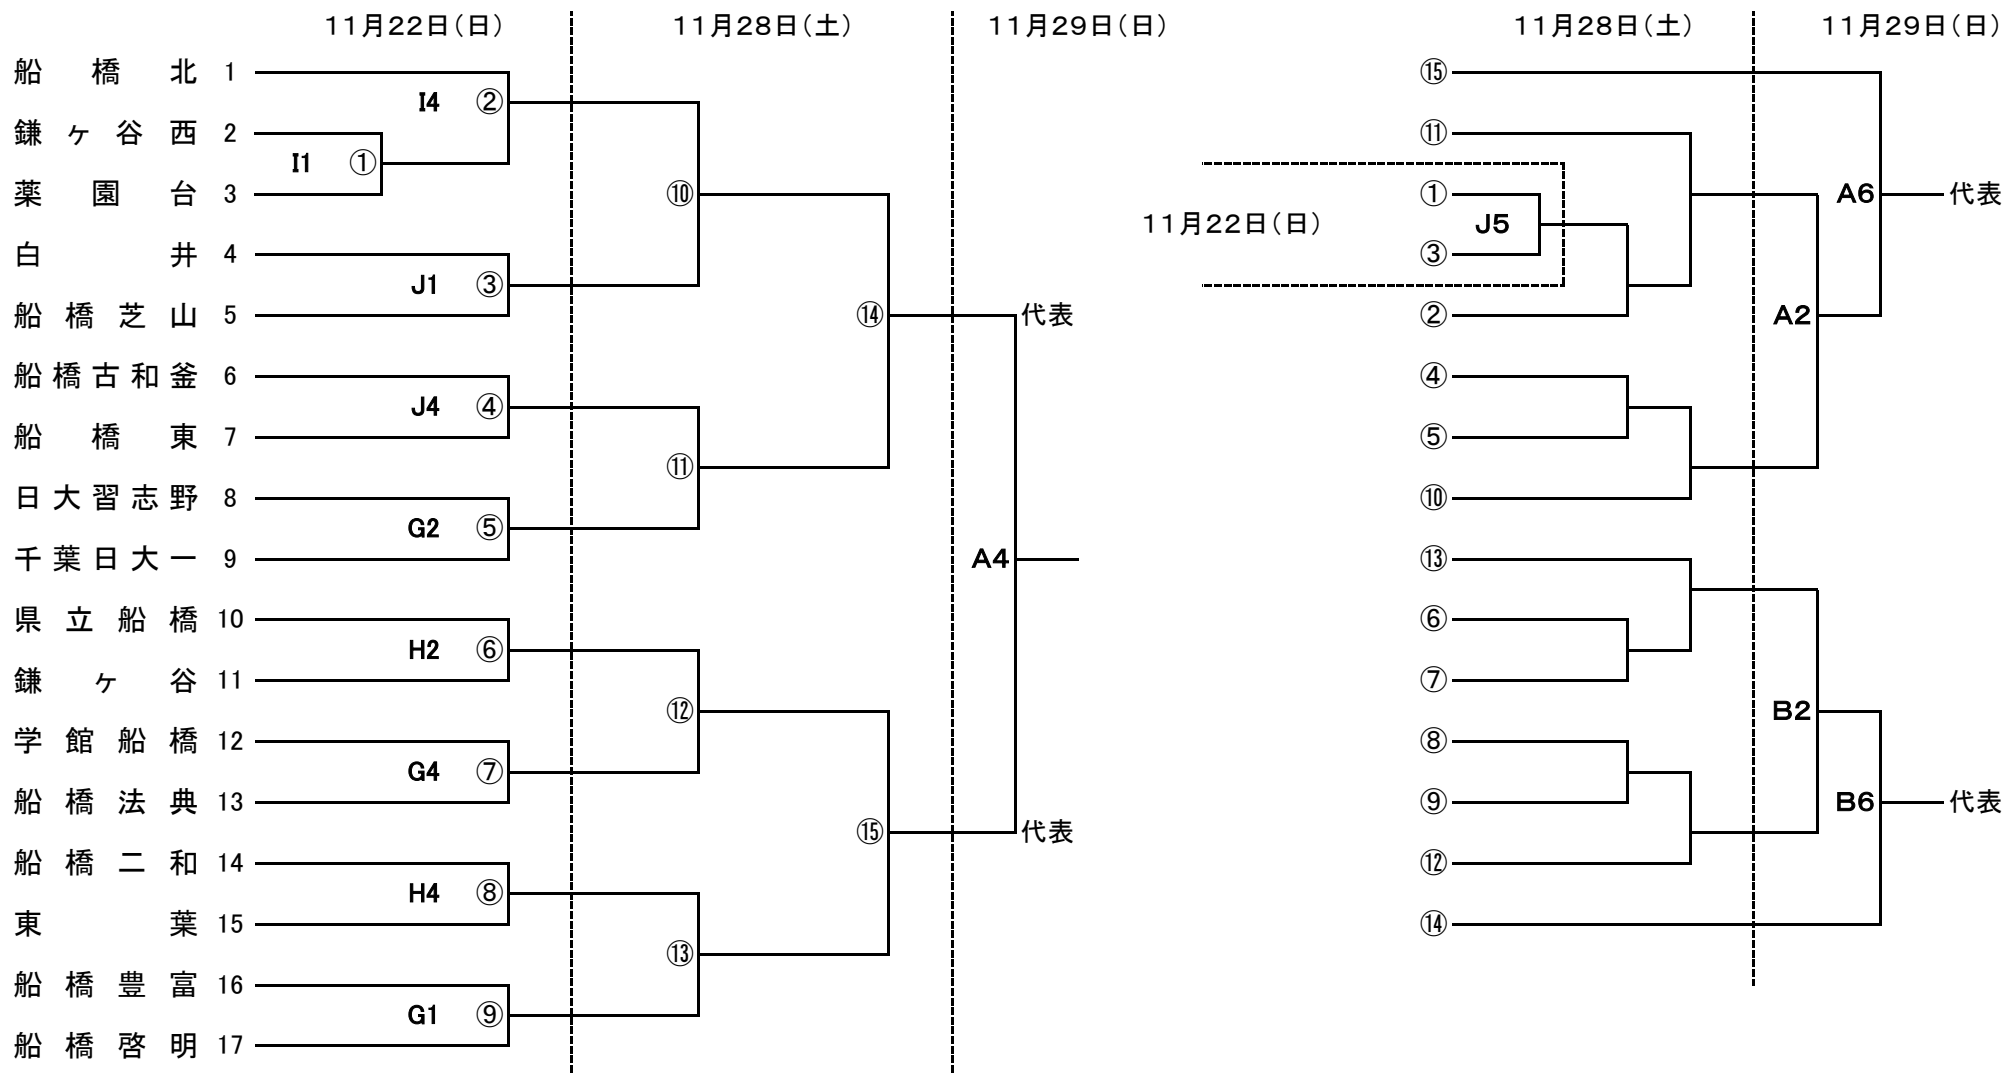 11月22日（日） 11月28日（土） 11月29日（日） 11月28日（土） 11月29日（日）
船橋北 1 ⑮
I4 ②
鎌ヶ谷西 2 ⑪
I1 ①
薬園台 3 ⑩ ① A6 代表
11月22日（日） J5
白井 4 ③
J1 ③
船橋芝山 5 ⑭ 代表 ② A2
船橋古和釜 6 ④
J4 ④
船橋東 7 ⑤
⑪
日大習志野 8 ⑩
G2 ⑤
千葉日大一 9 A4 ⑬
県立船橋 10 ⑥
H2 ⑥
鎌ヶ谷 11 ⑦
⑫ B2
学館船橋 12 ⑧
G4 ⑦
船橋法典 13 ⑨ B6 代表
⑮ 代表
船橋二和 14 ⑫
H4 ⑧
東葉 15 ⑭
⑬
船橋豊富 16
G1 ⑨
船橋啓明 17